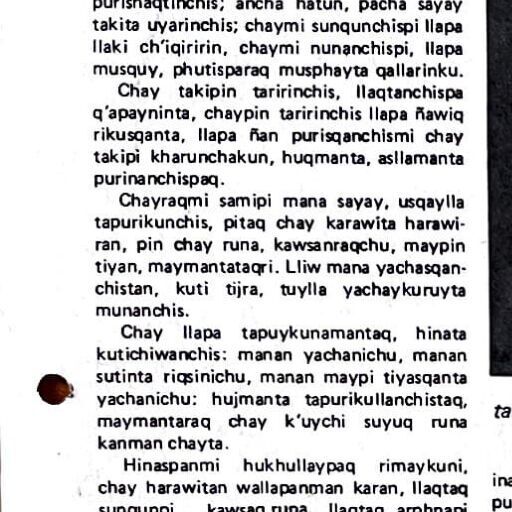 purishaqtinchis; ancha hatun, pacha sayay
takita uyarinchis; chaymi sunqunchispi llapa
llaki ch'iqiririn, chaymi nunanchispi, llapa
musquy, phutisparaq musphayta qallarinku.
Chay takipin taririnchis, llaqtanchispa
q'apayninta, chaypin taririnchis llapa ñawiq
rikusqanta, llapa ñan purisqanchismi chay
takipi kharunchakun, huqmanta, asllamanta
purinanchispaq.
Chayraqmi samipi mana sayay, usqaylla
tapurikunchis, pitaq chay karawita harawi-
ran, pin chay runa, kawsanraqchu, maypin
tiyan, maymantataqri. Lliw mana yachasqan-
chistan, kuti tijra, tuylla yachaykuruyta
munanchis.
Chay llapa tapuykunamantaq, hinata
kutichiwanchis: manan yachanichu, manan
sutinta riqsinichu, manan maypi tiyasqanta
yachanichu: hujmanta tapurikullanchistaq,
maymantaraq chay k'uychi suyuq runa
kanman chayta.
Hinaspanmi hukhullaypaq rimaykuni,
chay harawitan wallapanman karan, llaqtaq
sunqunpi kawsaq runa, llaqtaq
ta
ina
pu